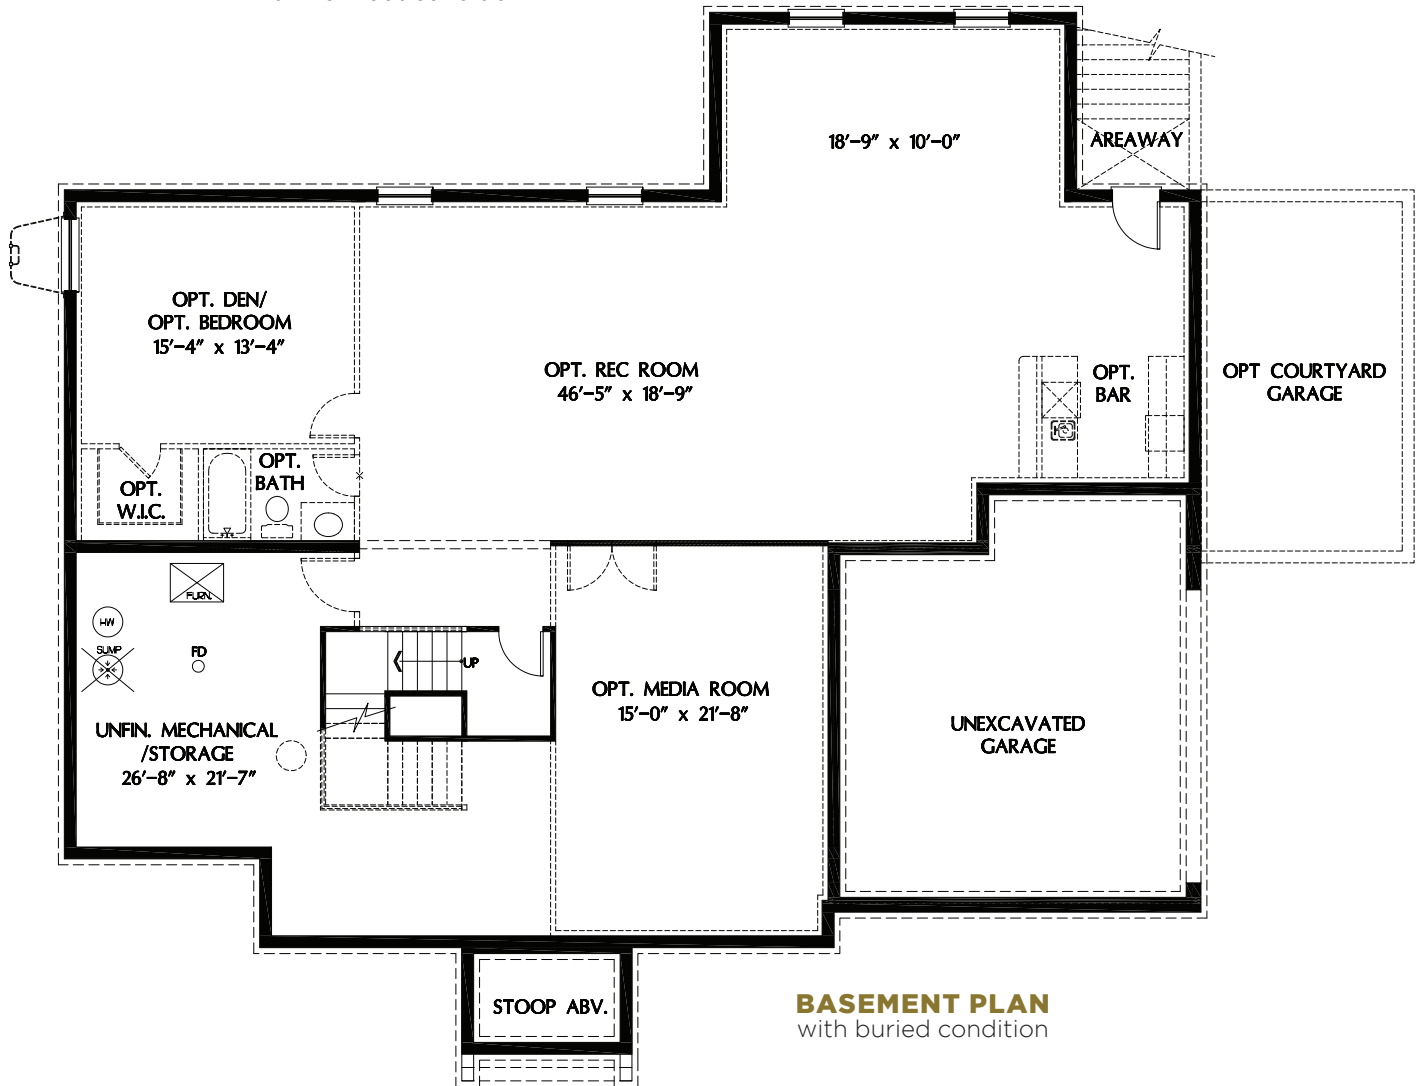 18'-9" x 10'-0"
AREAWAY
OPT. DEN/
OPT. BEDROOM
15'-4" x 13'-4"
OPT. REC ROOM
46'-5" x 18'-9"
OPT.
BAR
OPT COURTYARD
GARAGE
OPT.
BATH
OPT.
W.I.C.
FURN.
HW
SUMP
FD
UP
OPT. MEDIA ROOM
15'-0" x 21'-8"
UNEXCAVATED
GARAGE
UNFIN. MECHANICAL
/STORAGE
26'-8" x 21'-7"
STOOP ABV.
BASEMENT PLAN
with buried condition